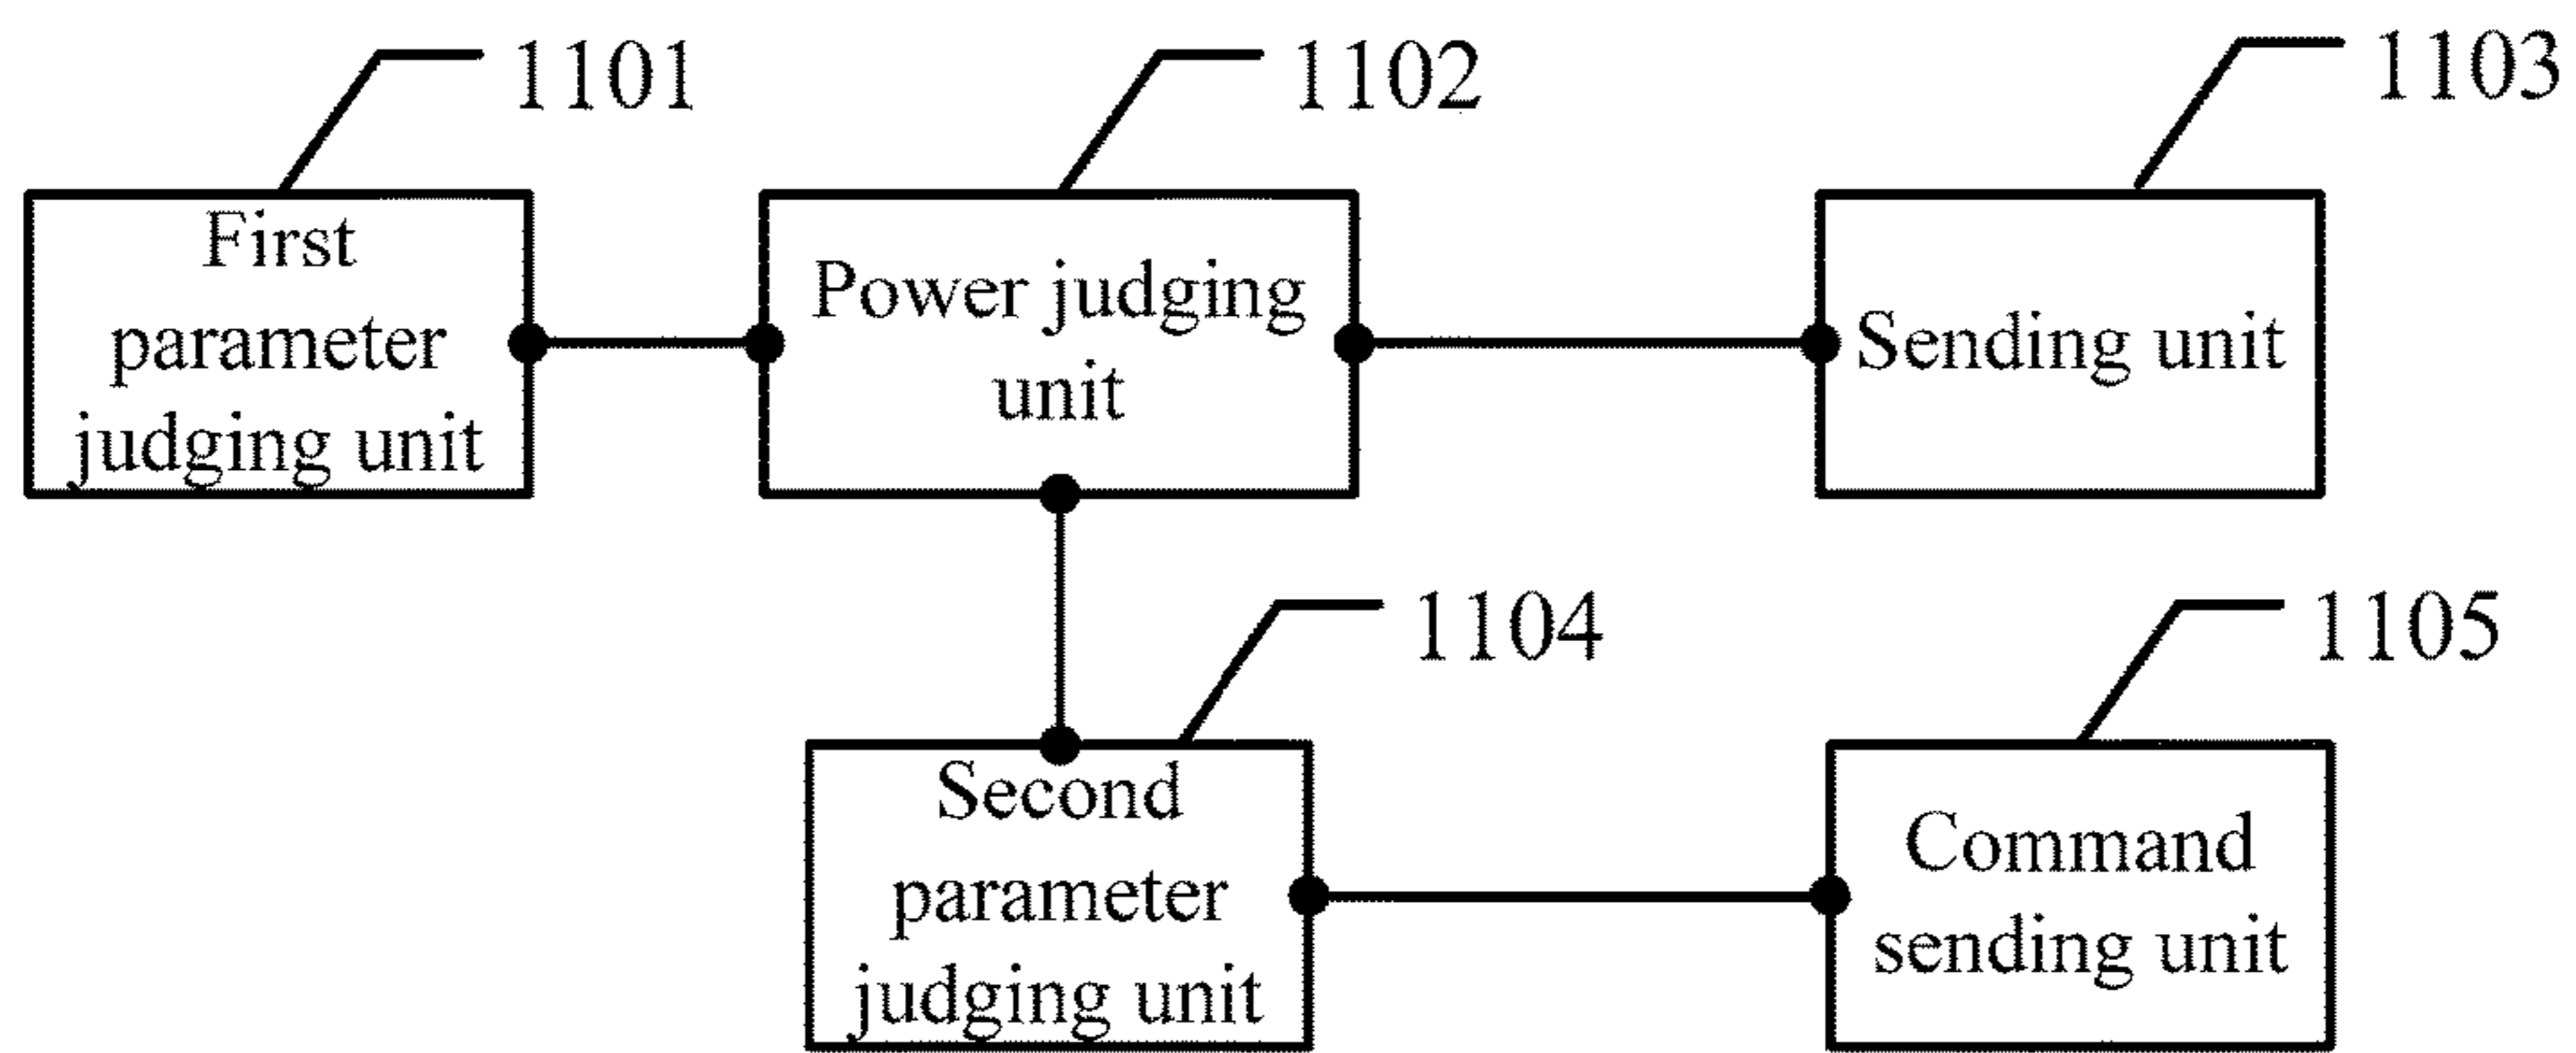 1101
1102
1103
First
parameter
judging unit
Power judging
unit
Sending unit
1104
1105
Second
parameter
judging unit
Command
sending unit